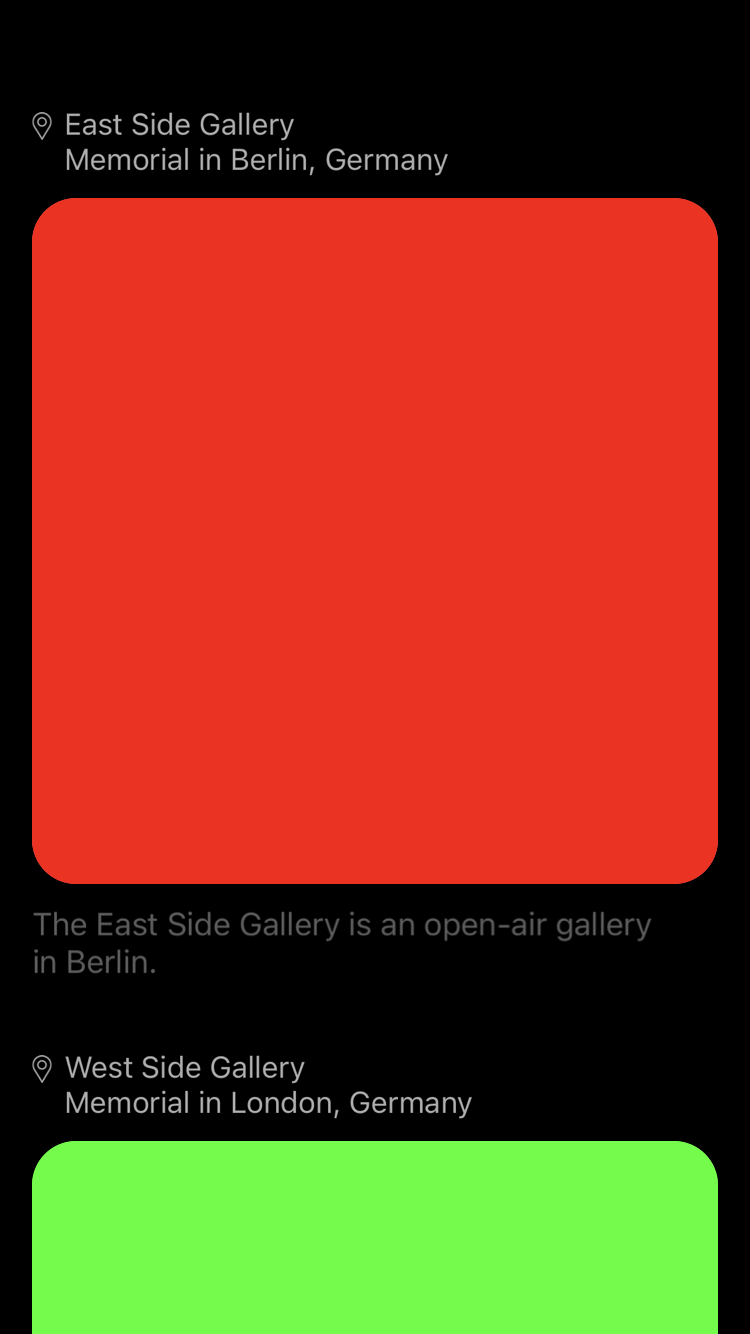 East Side Gallery
Memorial in Berlin, Germany
The East Side Gallery is an open-air gallery
in Berlin.
West Side Gallery
Memorial in London, Germany